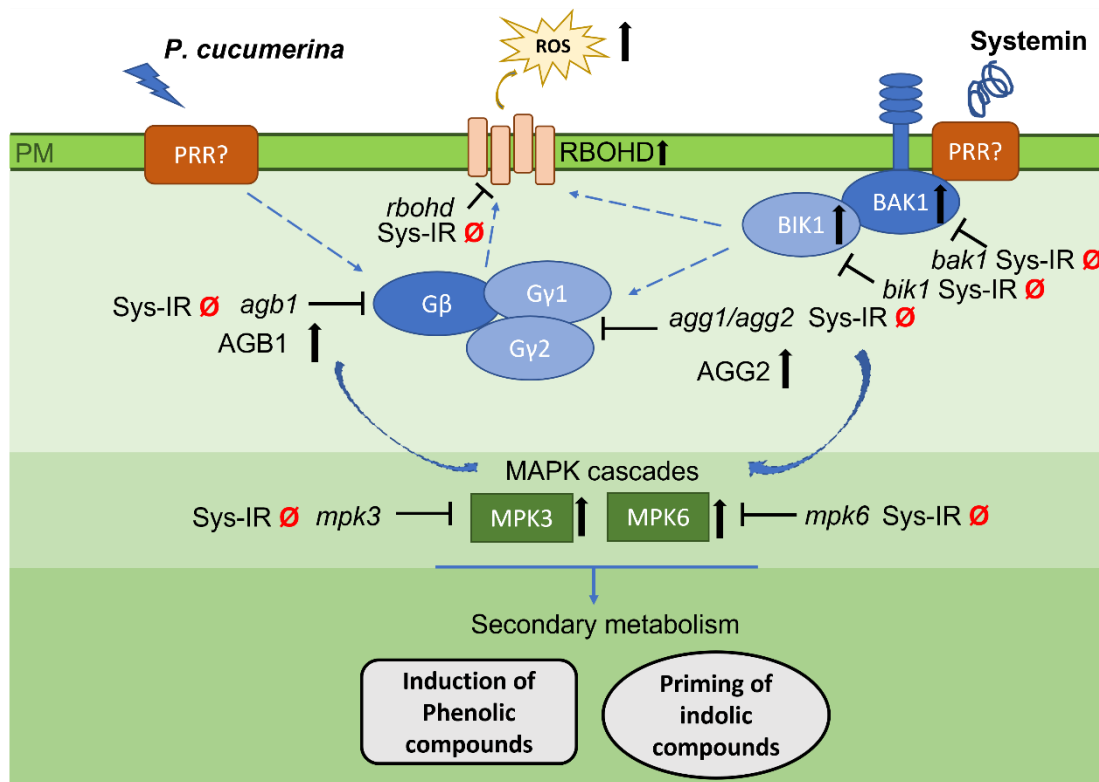 P. cucumerina
ROS
Systemin
PM
PRR?
RBOHD
PRR?
rbohd
Sys-IR Ø
BIK1
BAK1
bak1 Sys-IR Ø
bik1 Sys-IR Ø
Sys-IR Ø agb1
AGB1
Gβ
Gγ1
Gγ2
agg1/agg2 Sys-IR Ø
AGG2
MAPK cascades
Sys-IR Ø mpk3
MPK3
MPK6
mpk6 Sys-IR Ø
Secondary metabolism
Induction of
Phenolic
compounds
Priming of
indolic
compounds